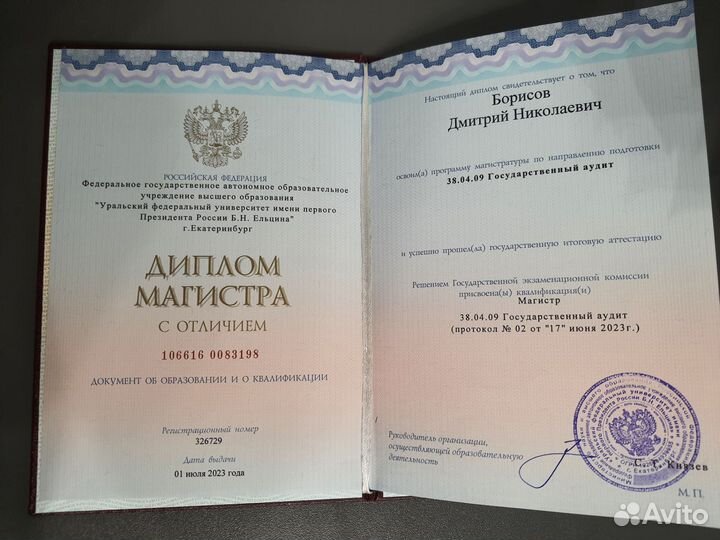 РОССИЙСКАЯ ФЕДЕРАЦИЯ
Федеральное государственное автономное образовательное
учреждение высшего образования
"Уральский федеральный университет имени первого
Президента России Б.Н. Ельцина"
г.Екатеринбург
ДИПЛОМ
МАГИСТРА
С ОТЛИЧИЕМ
106616 0083198
ДОКУМЕНТ ОБ ОБРАЗОВАНИИ И О КВАЛИФИКАЦИИ
Регистрационный номер
326729
Дата выдачи
01 июля 2023 года
Настоящий диплом свидетельствует о том, что
Борисов
Дмитрий Николаевич
освоил(а) программу магистратуры по направлению подготовки
38.04.09 Государственный аудит
и успешно прошел(ла) государственную итоговую аттестацию
Решением Государственной экзаменационной комиссии
присвоена(ы) квалификация(и)
Магистр
38.04.09 Государственный аудит
(протокол № 02 от "17" июня 2023г.)
Руководитель организации,
осуществляющей образовательную
деятельность
Князев
М.П.
Avito